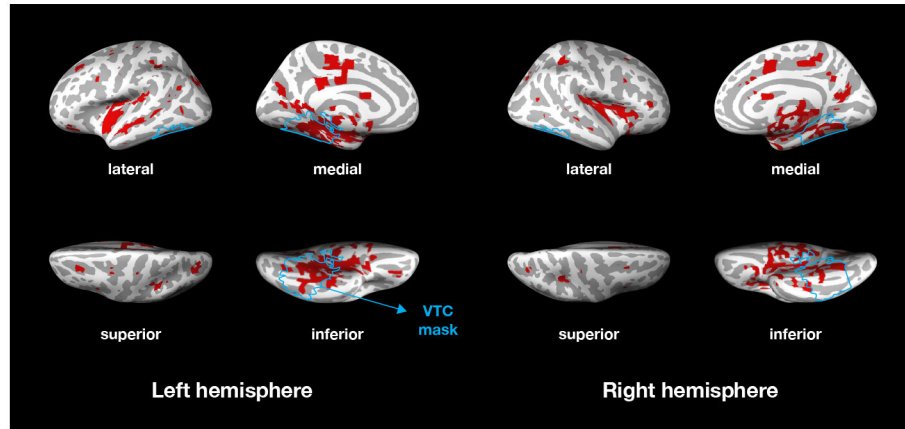 lateral
medial
lateral
medial
superior
inferior
VTC
mask
superior
inferior
Left hemisphere
Right hemisphere